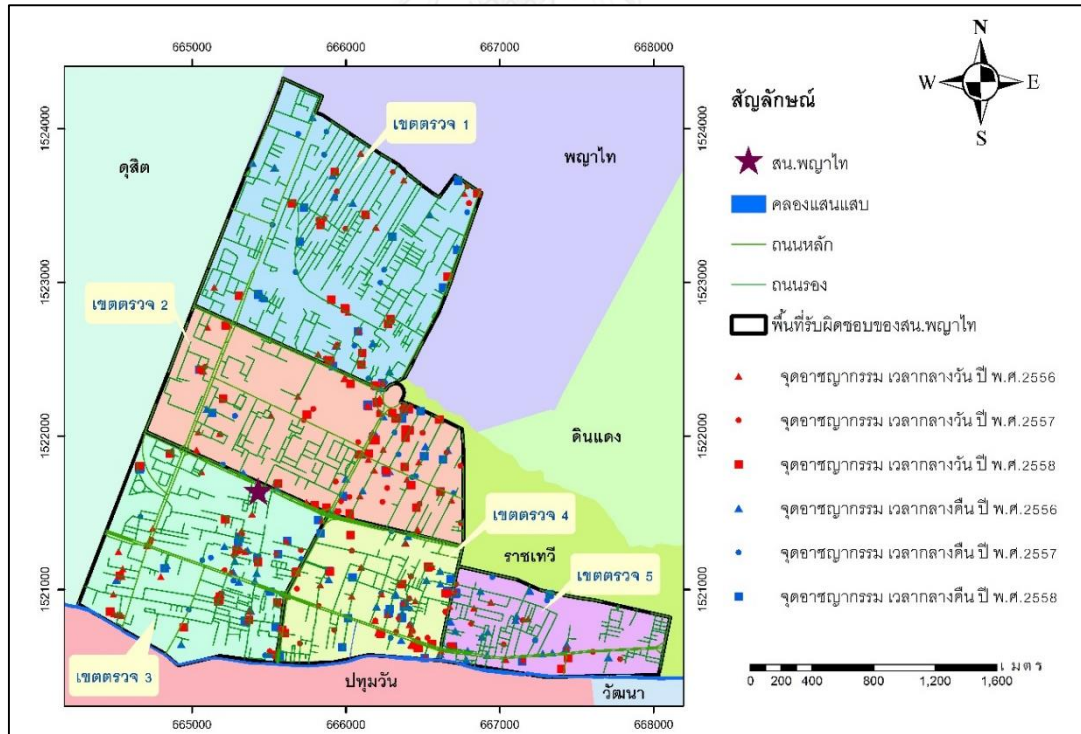 665000 666000 667000 668000
N
W E
S
1524000
1523000
1522000
1521000
1524000
1523000
1522000
1521000
เขตตรวจ 1
พญาไท
ดุสิต
เขตตรวจ 2
ดินแดง
เขตตรวจ 4
ราชเทวี
เขตตรวจ 5
เขตตรวจ 3
ปทุมวัน
วัฒนา
665000 666000 667000 668000
สัญลักษณ์
สน.พญาไท
คลองแสนแสบ
ถนนหลัก
ถนนรอง
พื้นที่รับผิดชอบของสน.พญาไท
จุดอาชญากรรม เวลากลางวัน ปี พ.ศ.2556
จุดอาชญากรรม เวลากลางวัน ปี พ.ศ.2557
จุดอาชญากรรม เวลากลางวัน ปี พ.ศ.2558
จุดอาชญากรรม เวลากลางคืน ปี พ.ศ.2556
จุดอาชญากรรม เวลากลางคืน ปี พ.ศ.2557
จุดอาชญากรรม เวลากลางคืน ปี พ.ศ.2558
เมตร
0 200 400 800 1,200 1,600